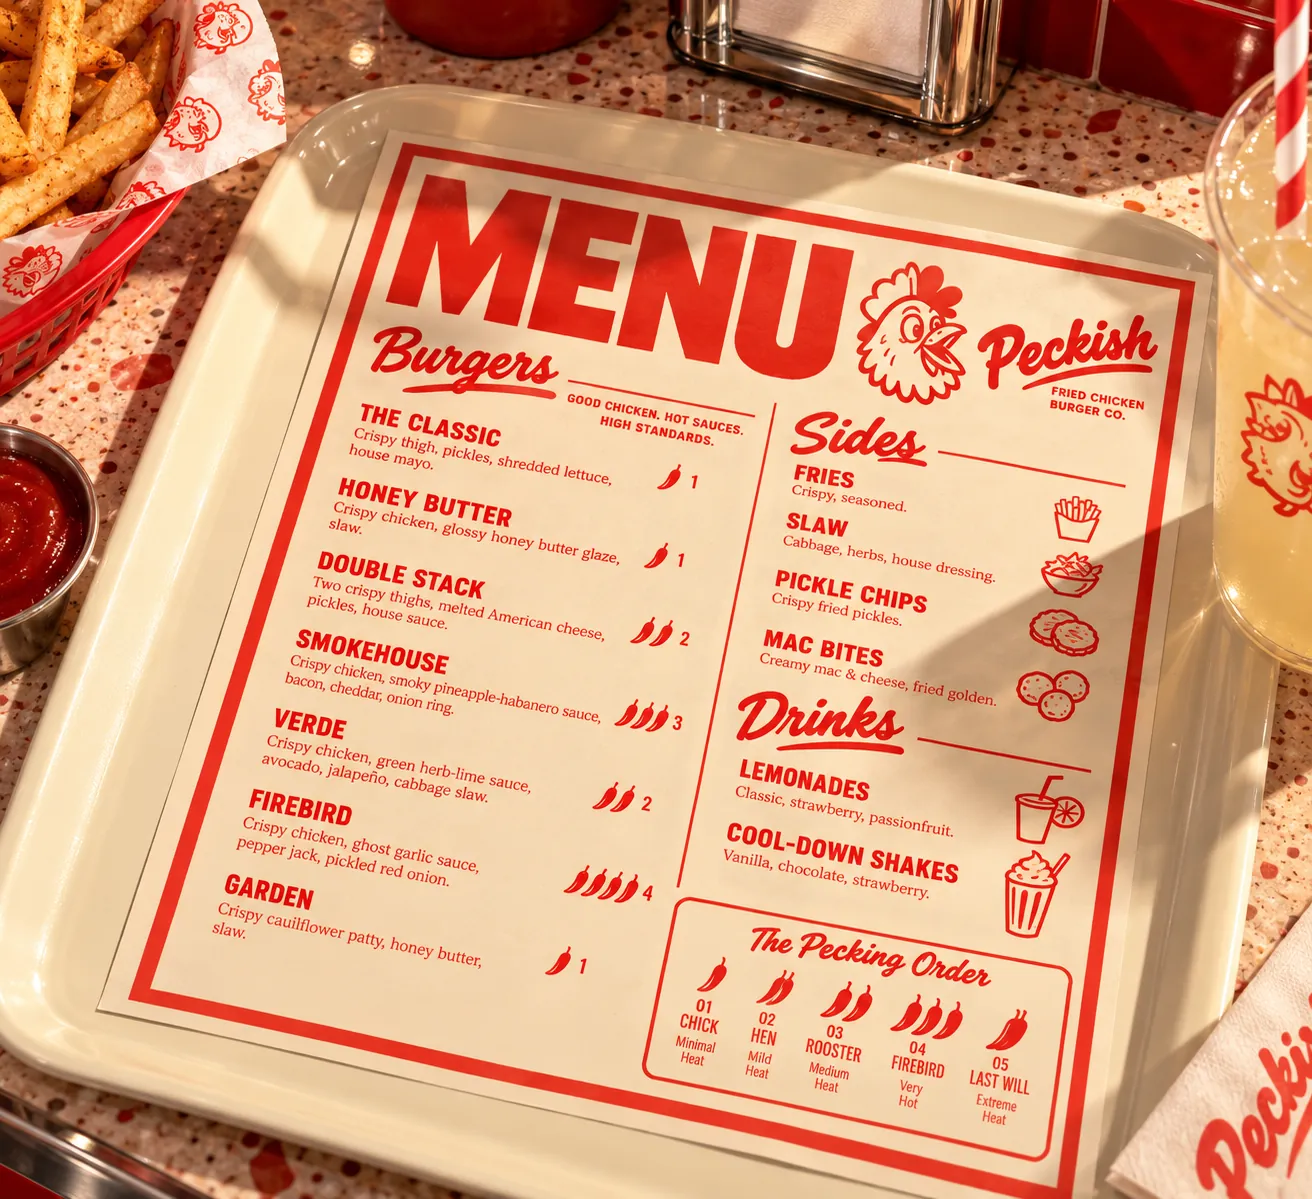 MENU
Peckish
FRIED CHICKEN
BURGER CO.
Burgers
GOOD CHICKEN. HOT SAUCES.
HIGH STANDARDS.
THE CLASSIC
Crispy thigh, pickles, shredded lettuce,
house mayo.
1
HONEY BUTTER
Crispy chicken, glossy honey butter glaze,
slaw.
1
DOUBLE STACK
Two crispy thighs, melted American cheese,
pickles, house sauce.
2
SMOKEHOUSE
Crispy chicken, smoky pineapple-habanero sauce,
bacon, cheddar, onion ring.
3
VERDE
Crispy chicken, green herb-lime sauce,
avocado, jalapeño, cabbage slaw.
2
FIREBIRD
Crispy chicken, ghost garlic sauce,
pepper jack, pickled red onion.
4
GARDEN
Crispy cauilflower patty, honey butter,
slaw.
1
Sides
FRIES
Crispy, seasoned.
SLAW
Cabbage, herbs, house dressing.
PICKLE CHIPS
Crispy fried pickles.
MAC BITES
Creamy mac & cheese, fried golden.
Drinks
LEMONADES
Classic, strawberry, passionfruit.
COOL-DOWN SHAKES
Vanilla, chocolate, strawberry.
The Pecking Order
01
CHICK
Minimal
Heat
02
HEN
Mild
Heat
03
ROOSTER
Medium
Heat
04
FIREBIRD
Very
Hot
05
LAST WILL
Extreme
Heat